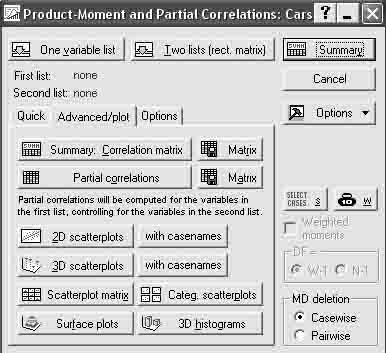 Product-Moment and Partial Correlations: Cars ?
One variable list Two lists (rect. matrix) Summary
First list: none Cancel
Second list: none
Quick Advanced/plot Options Options
Summary: Correlation matrix Matrix
Partial correlations Matrix
Partial correlations will be computed for the variables in
the first list, controlling for the variables in the second list.
SELECT CASES S W
2D scatterplots with casenames Weighted moments
3D scatterplots with casenames DF =
W-1 N-1
Scatterplot matrix Categ. scatterplots MD deletion
Surface plots 3D histograms Casewise
Pairwise